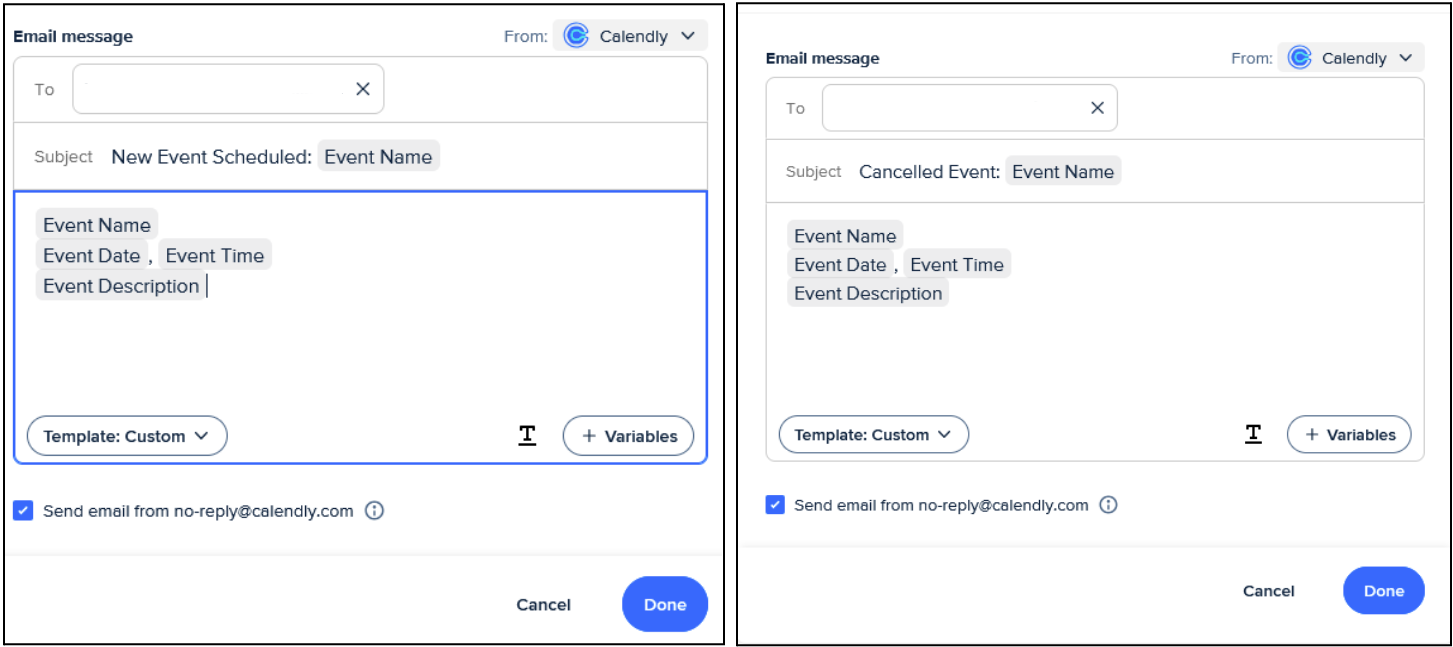 Email message From: Calendly
To
Subject New Event Scheduled: Event Name
Event Name
Event Date , Event Time
Event Description
Template: Custom T + Variables
Send email from no-reply@calendly.com
Cancel Done
Email message From: Calendly
To
Subject Cancelled Event: Event Name
Event Name
Event Date , Event Time
Event Description
Template: Custom T + Variables
Send email from no-reply@calendly.com
Cancel Done